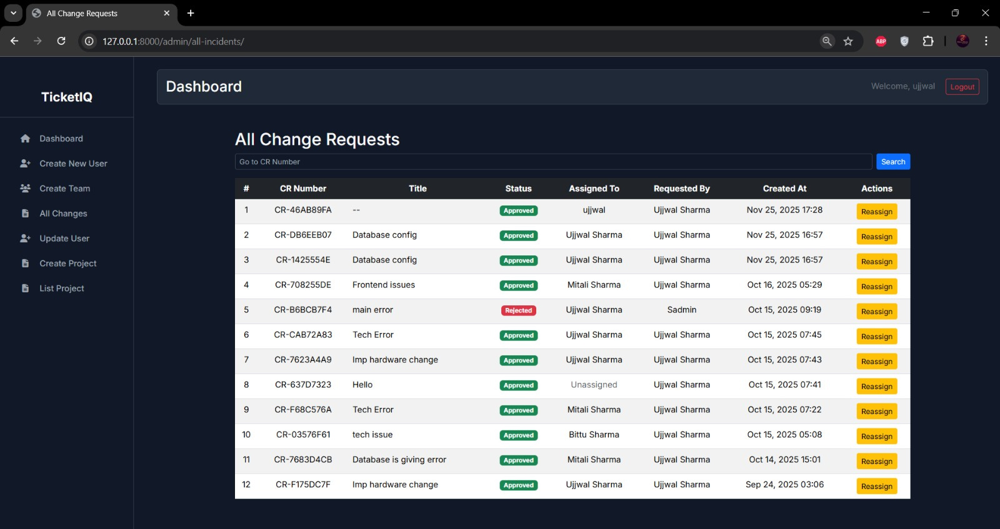 All Change Requests
127.0.0.1:8000/admin/all-incidents/
ABP
TicketIQ
Dashboard
Create New User
Create Team
All Changes
Update User
Create Project
List Project
Dashboard
Welcome, ujjwal
Logout
All Change Requests
Go to CR Number
Search
# CR Number Title Status Assigned To Requested By Created At Actions
1 CR-46AB89FA -- Approved ujjwal Ujjwal Sharma Nov 25, 2025 17:28 Reassign
2 CR-DB6EEB07 Database config Approved Ujjwal Sharma Ujjwal Sharma Nov 25, 2025 16:57 Reassign
3 CR-1425554E Database config Approved Ujjwal Sharma Ujjwal Sharma Nov 25, 2025 16:57 Reassign
4 CR-708255DE Frontend issues Approved Mitali Sharma Ujjwal Sharma Oct 16, 2025 05:29 Reassign
5 CR-B6BCB7F4 main error Rejected Ujjwal Sharma Sadmin Oct 15, 2025 09:19 Reassign
6 CR-CAB72A83 Tech Error Approved Ujjwal Sharma Ujjwal Sharma Oct 15, 2025 07:45 Reassign
7 CR-7623A4A9 Imp hardware change Approved Ujjwal Sharma Ujjwal Sharma Oct 15, 2025 07:43 Reassign
8 CR-637D7323 Hello Approved Unassigned Ujjwal Sharma Oct 15, 2025 07:41 Reassign
9 CR-F68C576A Tech Error Approved Mitali Sharma Ujjwal Sharma Oct 15, 2025 07:22 Reassign
10 CR-03576F61 tech issue Approved Bittu Sharma Ujjwal Sharma Oct 15, 2025 05:08 Reassign
11 CR-7683D4CB Database is giving error Approved Mitali Sharma Ujjwal Sharma Oct 14, 2025 15:01 Reassign
12 CR-F175DC7F Imp hardware change Approved Ujjwal Sharma Ujjwal Sharma Sep 24, 2025 03:06 Reassign